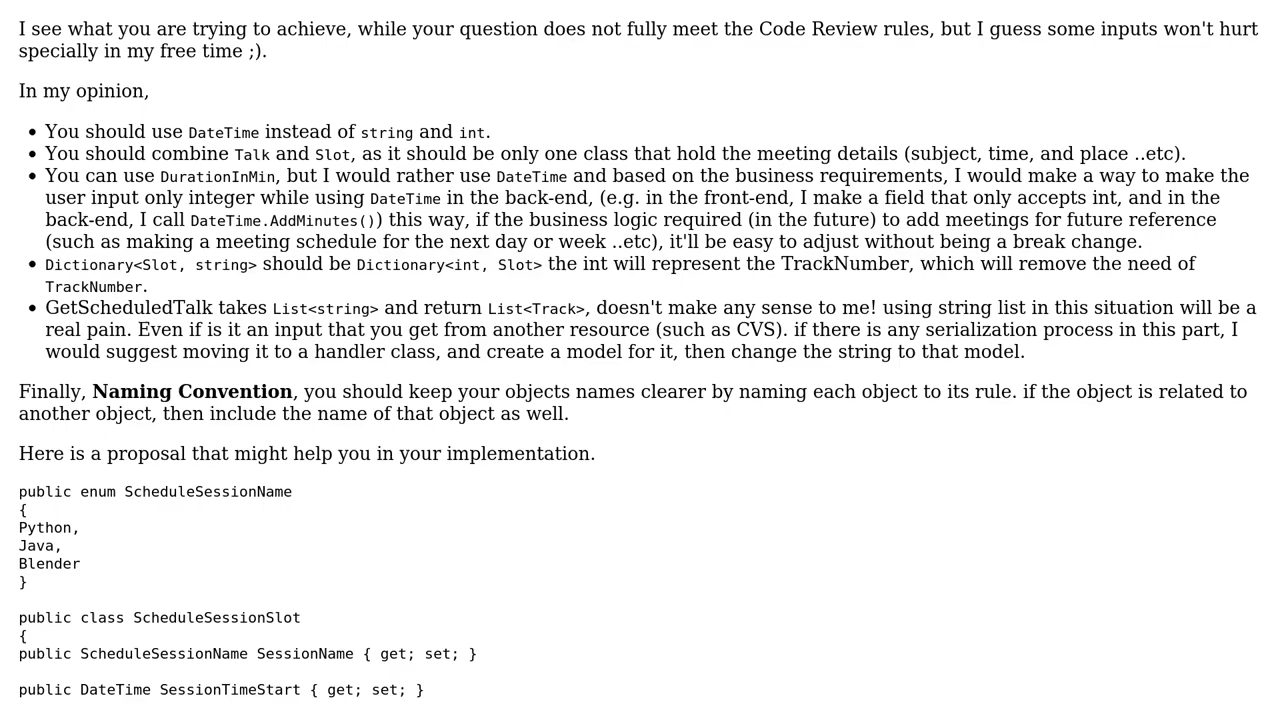 I see what you are trying to achieve, while your question does not fully meet the Code Review rules, but I guess some inputs won't hurt
specially in my free time ;).
In my opinion,
• You should use DateTime instead of string and int.
• You should combine Talk and Slot, as it should be only one class that hold the meeting details (subject, time, and place ..etc).
• You can use DurationInMin, but I would rather use DateTime and based on the business requirements, I would make a way to make the
user input only integer while using DateTime in the back-end, (e.g. in the front-end, I make a field that only accepts int, and in the
back-end, I call DateTime.AddMinutes()) this way, if the business logic required (in the future) to add meetings for future reference
(such as making a meeting schedule for the next day or week ..etc), it'll be easy to adjust without being a break change.
• Dictionary<Slot, string> should be Dictionary<int, Slot> the int will represent the TrackNumber, which will remove the need of
TrackNumber.
• GetScheduledTalk takes List<string> and return List<Track>, doesn't make any sense to me! using string list in this situation will be a
real pain. Even if is it an input that you get from another resource (such as CVS). if there is any serialization process in this part, I
would suggest moving it to a handler class, and create a model for it, then change the string to that model.
Finally, Naming Convention, you should keep your objects names clearer by naming each object to its rule. if the object is related to
another object, then include the name of that object as well.
Here is a proposal that might help you in your implementation.
public enum ScheduleSessionName
{
Python,
Java,
Blender
}
public class ScheduleSessionSlot
{
public ScheduleSessionName SessionName { get; set; }
public DateTime SessionTimeStart { get; set; }